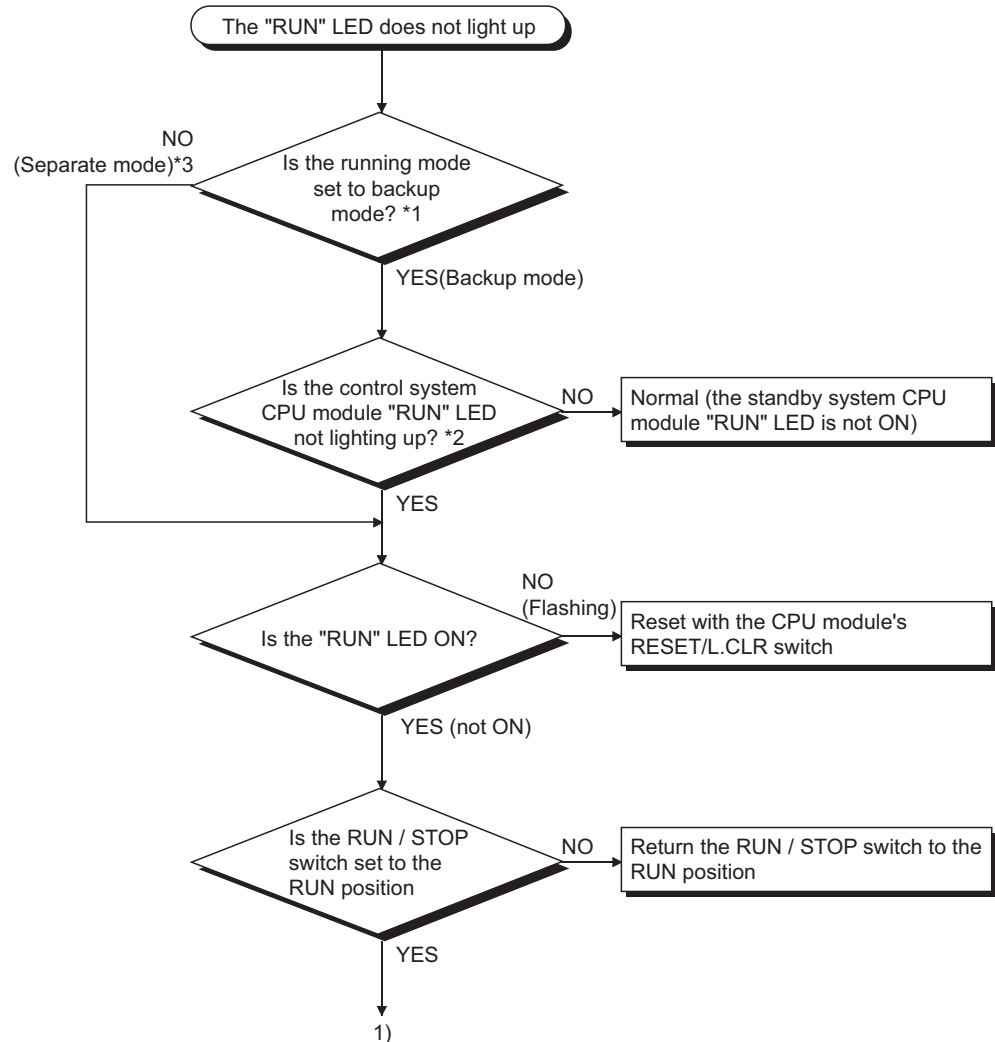 The "RUN" LED does not light up
NO
(Separate mode)*3
Is the running mode
set to backup
mode? *1
YES(Backup mode)
Is the control system
CPU module "RUN" LED
not lighting up? *2
NO
Normal (the standby system CPU
module "RUN" LED is not ON)
YES
NO
(Flashing)
Is the "RUN" LED ON?
Reset with the CPU module's
RESET/L.CLR switch
YES (not ON)
Is the RUN / STOP
switch set to the
RUN position
NO
Return the RUN / STOP switch to the
RUN position
YES
1)